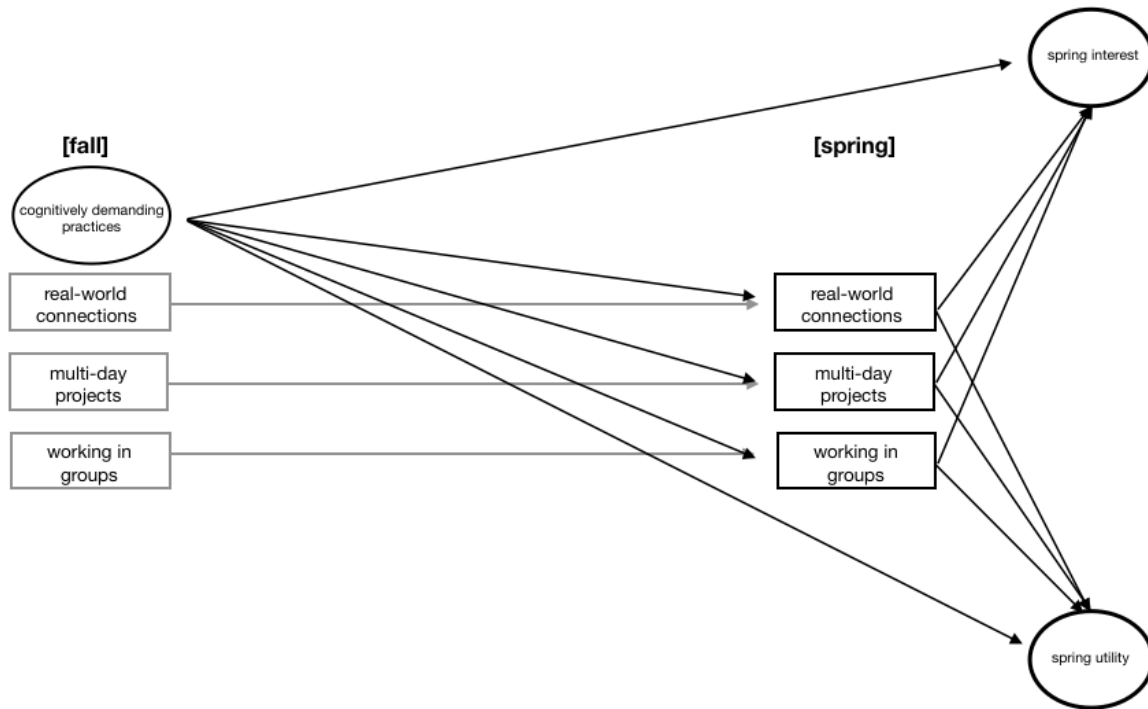 spring interest
[fall]
[spring]
cognitively demanding
practices
real-world
connections
real-world
connections
multi-day
projects
multi-day
projects
working in
groups
working in
groups
spring utility